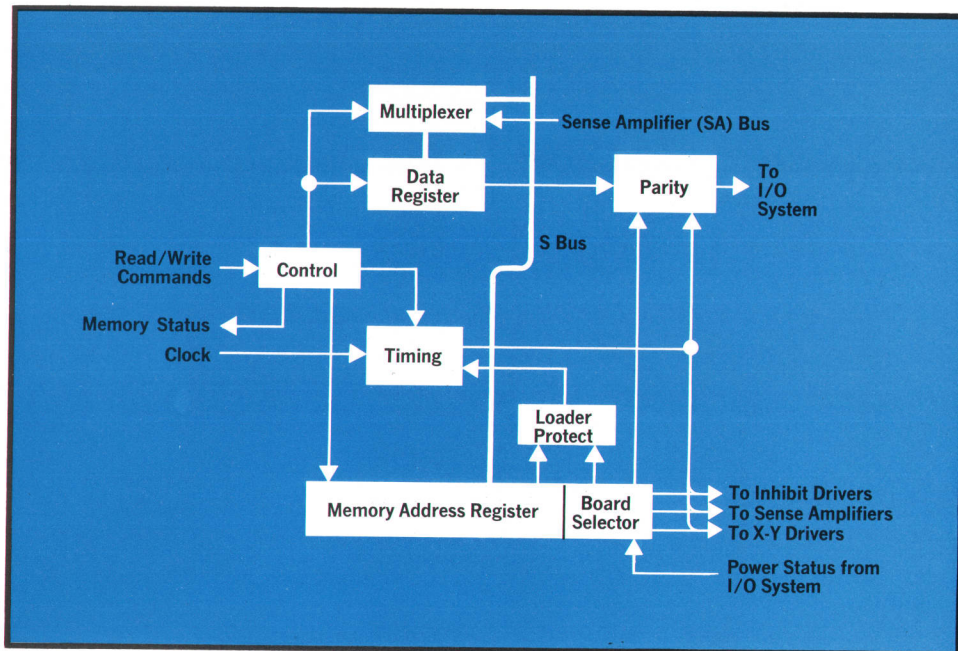 Multiplexer
Sense Amplifier (SA) Bus
Data
Register
Parity
To
I/O
System
S Bus
Read/Write
Commands
Control
Memory Status
Clock
Timing
Loader
Protect
Memory Address Register
Board
Selector
To Inhibit Drivers
To Sense Amplifiers
To X-Y Drivers
Power Status from
I/O System